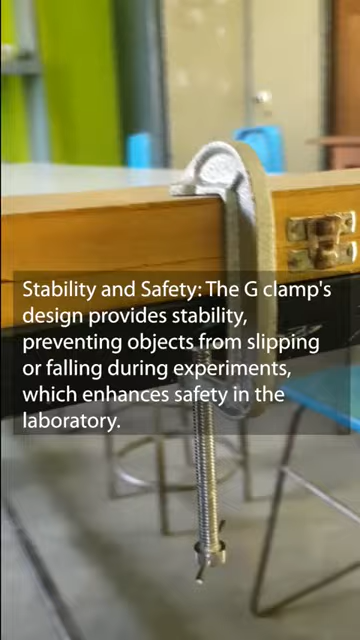 Stability and Safety: The G clamp's
design provides stability,
preventing objects from slipping
or falling during experiments,
which enhances safety in the
laboratory.